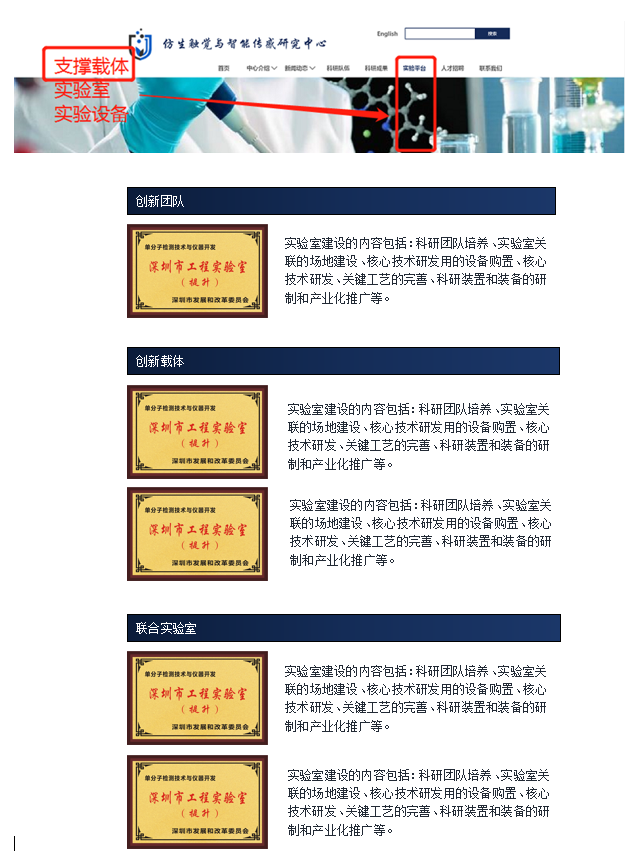 仿生触觉与智能传感研究中心
English
搜索
首页 中心介绍 新闻动态 科研队伍 科研成果 实验平台 人才招聘 联系我们
支撑载体
实验室
实验设备
创新团队
单分子检测技术与仪器开发
深圳市工程实验室
(提升)
深圳市发展和改革委员会
实验室建设的内容包括：科研团队培养、实验室关
联的场地建设、核心技术研发用的设备购置、核心
技术研发、关键工艺的完善、科研装置和装备的研
制和产业化推广等。
创新载体
单分子检测技术与仪器开发
深圳市工程实验室
(提升)
深圳市发展和改革委员会
实验室建设的内容包括：科研团队培养、实验室关
联的场地建设、核心技术研发用的设备购置、核心
技术研发、关键工艺的完善、科研装置和装备的研
制和产业化推广等。
单分子检测技术与仪器开发
深圳市工程实验室
(提升)
深圳市发展和改革委员会
实验室建设的内容包括：科研团队培养、实验室关
联的场地建设、核心技术研发用的设备购置、核心
技术研发、关键工艺的完善、科研装置和装备的研
制和产业化推广等。
联合实验室
单分子检测技术与仪器开发
深圳市工程实验室
(提升)
深圳市发展和改革委员会
实验室建设的内容包括：科研团队培养、实验室关
联的场地建设、核心技术研发用的设备购置、核心
技术研发、关键工艺的完善、科研装置和装备的研
制和产业化推广等。
单分子检测技术与仪器开发
深圳市工程实验室
(提升)
深圳市发展和改革委员会
实验室建设的内容包括：科研团队培养、实验室关
联的场地建设、核心技术研发用的设备购置、核心
技术研发、关键工艺的完善、科研装置和装备的研
制和产业化推广等。